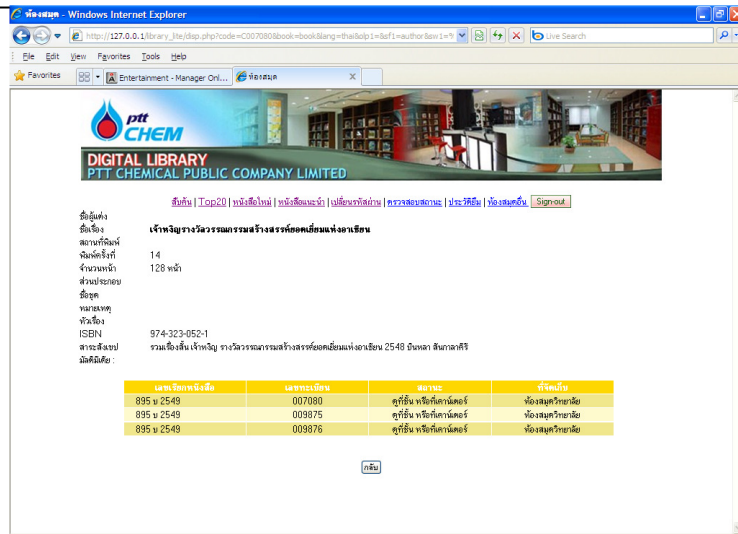 ห้องสมุด - Windows Internet Explorer
http://127.0.0.1/library_lite/disp.php?code=C007080&book=book&lang=thai&olp1=&sf1=author&sw1=%
Live Search
File Edit View Favorites Tools Help
Favorites
Entertainment - Manager Onl...
ห้องสมุด
ptt
CHEM
DIGITAL LIBRARY
PTT CHEMICAL PUBLIC COMPANY LIMITED
สืบค้น | Top20 | หนังสือใหม่ | หนังสือแนะนำ | เปลี่ยนรหัสผ่าน | ตรวจสอบสถานะ | ประวัติยืม | ห้องสมุดอื่น Sign-out
ชื่อผู้แต่ง
ชื่อเรื่อง เจ้าหงิญรางวัลวรรณกรรมสร้างสรรค์ยอดเยี่ยมแห่งอาเซียน
สถานที่พิมพ์
พิมพ์ครั้งที่ 14
จำนวนหน้า 128 หน้า
ส่วนประกอบ
ชื่อชุด
หมายเหตุ
หัวเรื่อง
ISBN 974-323-052-1
สาระสังเขป รวมเรื่องสั้น เจ้าหงิญ รางวัลวรรณกรรมสร้างสรรค์ยอดเยี่ยมแห่งอาเซียน 2548 บินหลา สันกาลาคีรี
มัลติมิเดีย :
เลขเรียกหนังสือ เลขทะเบียน สถานะ ที่จัดเก็บ
895 บ 2549 007080 ดูที่ชั้น หรือที่เคาน์เตอร์ ห้องสมุดวิทยาลัย
895 บ 2549 009875 ดูที่ชั้น หรือที่เคาน์เตอร์ ห้องสมุดวิทยาลัย
895 บ 2549 009876 ดูที่ชั้น หรือที่เคาน์เตอร์ ห้องสมุดวิทยาลัย
กลับ